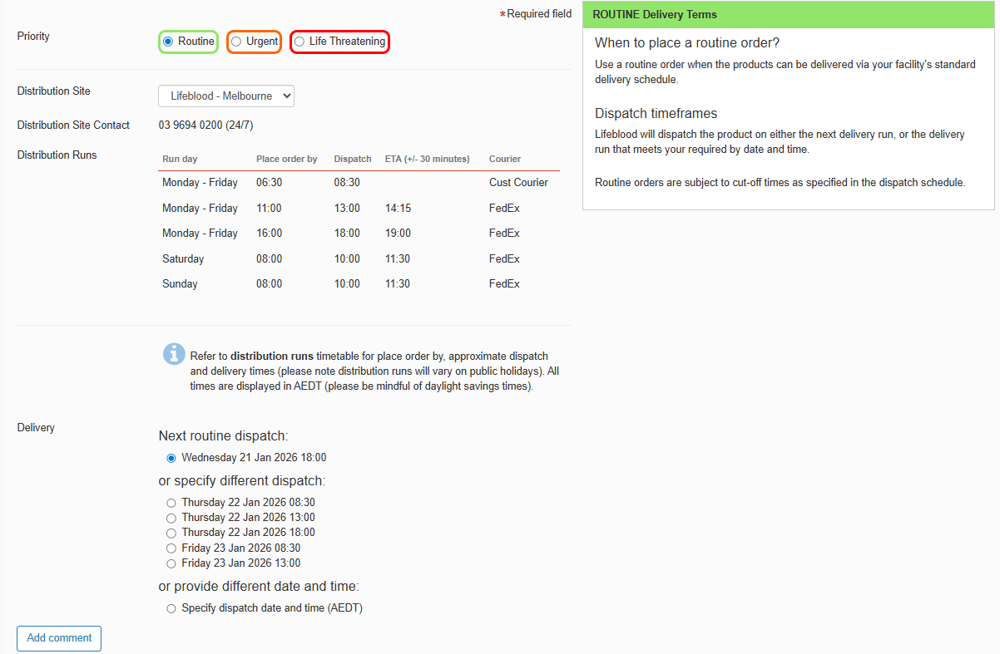 *Required field
Priority
Routine
Urgent
Life Threatening
Distribution Site
Lifeblood - Melbourne
Distribution Site Contact
03 9694 0200 (24/7)
Distribution Runs
Run day Place order by Dispatch ETA (+/- 30 minutes) Courier
Monday - Friday 06:30 08:30 Cust Courier
Monday - Friday 11:00 13:00 14:15 FedEx
Monday - Friday 16:00 18:00 19:00 FedEx
Saturday 08:00 10:00 11:30 FedEx
Sunday 08:00 10:00 11:30 FedEx
Refer to distribution runs timetable for place order by, approximate dispatch
and delivery times (please note distribution runs will vary on public holidays). All
times are displayed in AEDT (please be mindful of daylight savings times).
Delivery
Next routine dispatch:
Wednesday 21 Jan 2026 18:00
or specify different dispatch:
Thursday 22 Jan 2026 08:30
Thursday 22 Jan 2026 13:00
Thursday 22 Jan 2026 18:00
Friday 23 Jan 2026 08:30
Friday 23 Jan 2026 13:00
or provide different date and time:
Specify dispatch date and time (AEDT)
Add comment
ROUTINE Delivery Terms
When to place a routine order?
Use a routine order when the products can be delivered via your facility's standard
delivery schedule.
Dispatch timeframes
Lifeblood will dispatch the product on either the next delivery run, or the delivery
run that meets your required by date and time.
Routine orders are subject to cut-off times as specified in the dispatch schedule.